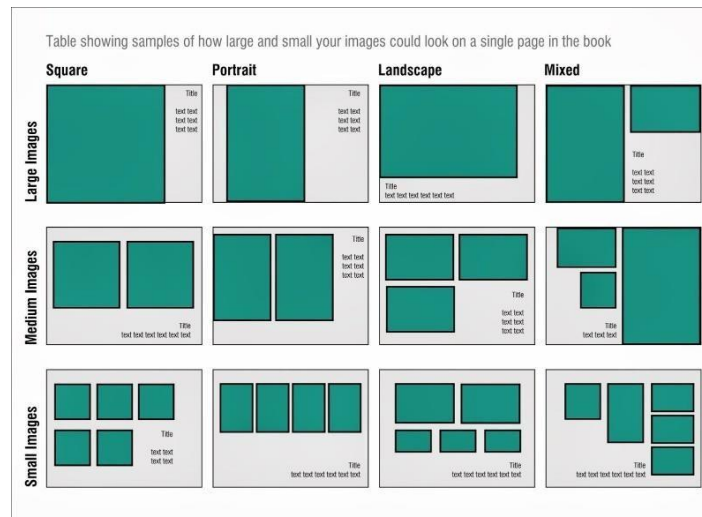 Table showing samples of how large and small your images could look on a single page in the book
Square
Portrait
Landscape
Mixed
Large Images
Title
text text
text text
text text
Title
text text
text text
text text
Title
text text text text text text
Title
text text
text text
text text
Medium Images
Title
text text text text text text
Title
text text
text text
text text
Title
text text
text text
text text
Title
text text text text text text
Small Images
Title
text text
text text
Title
text text text text text text
Title
text text text text text text
Title
text text text text text text